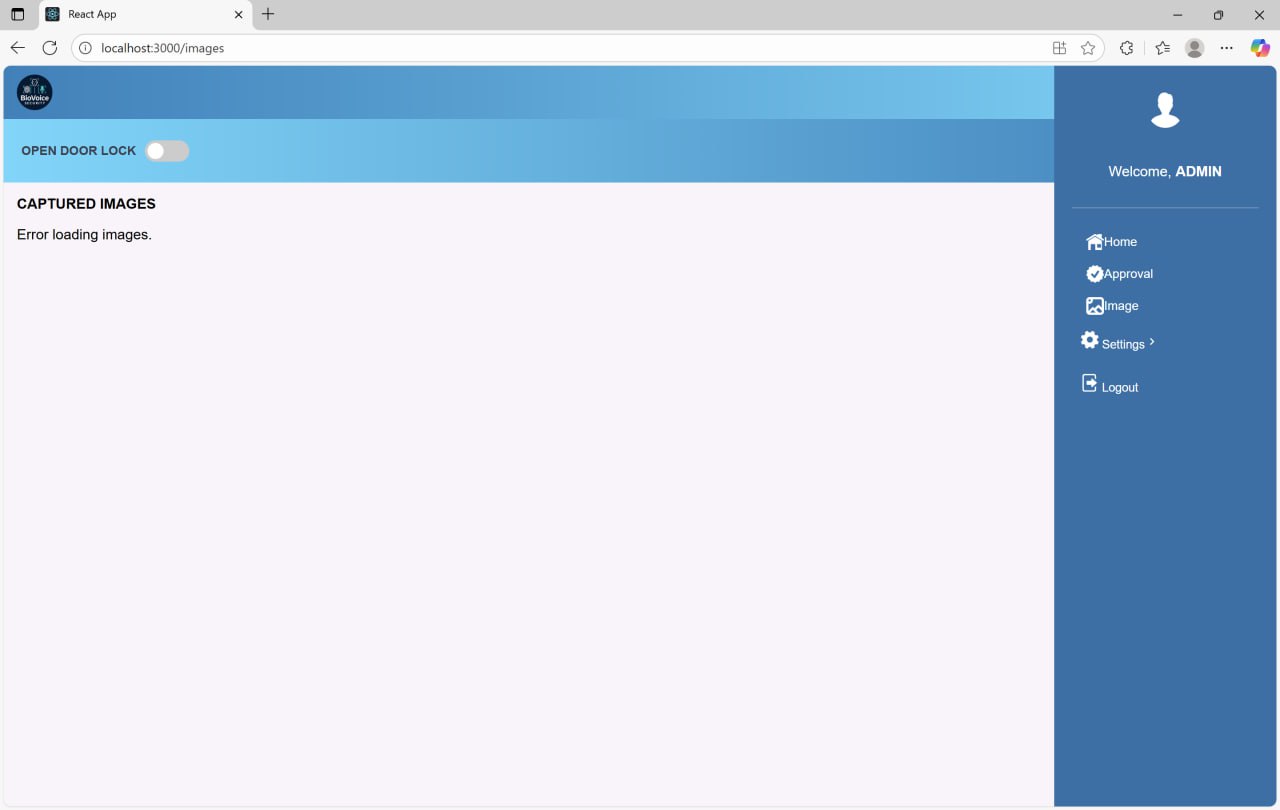 React App
localhost:3000/images
BioVoice
SECURITY
OPEN DOOR LOCK
CAPTURED IMAGES
Error loading images.
Welcome, ADMIN
Home
Approval
Image
Settings
Logout